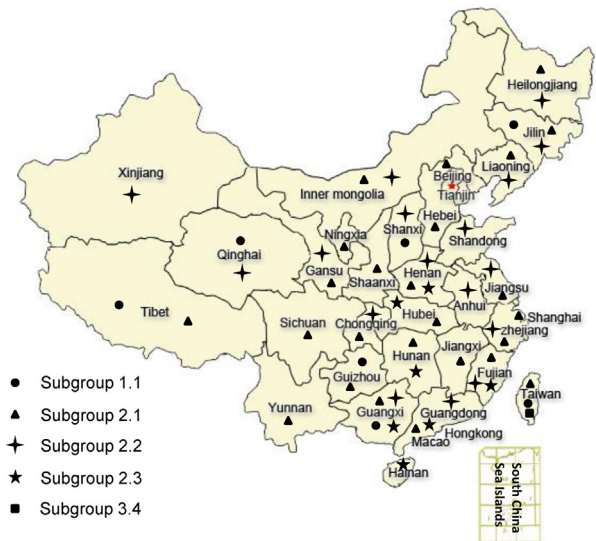 Heilongjiang
Jilin
Liaoning
Xinjiang
Beijing
Tianjin
Inner mongolia
Hebei
Ningxia
Shanxi
Shandong
Qinghai
Gansu
Henan
Shaanxi
Jiangsu
Anhui
Tibet
Shanghai
Sichuan
Chongqing
Hubei
zhejiang
Hunan
Jiangxi
Guizhou
Fujian
Subgroup 1.1
Taiwan
Yunnan
Guangxi
Guangdong
Subgroup 2.1
Hongkong
Macao
Subgroup 2.2
Hainan
Subgroup 2.3
South China
Sea Islands
Subgroup 3.4